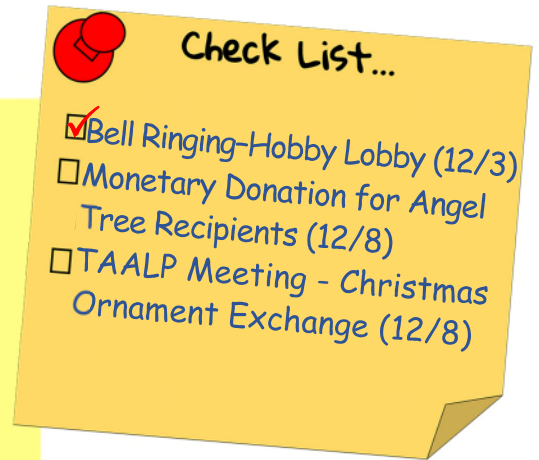 Check List...
Bell Ringing-Hobby Lobby (12/3)
Monetary Donation for Angel
Tree Recipients (12/8)
TAALP Meeting - Christmas
Ornament Exchange (12/8)